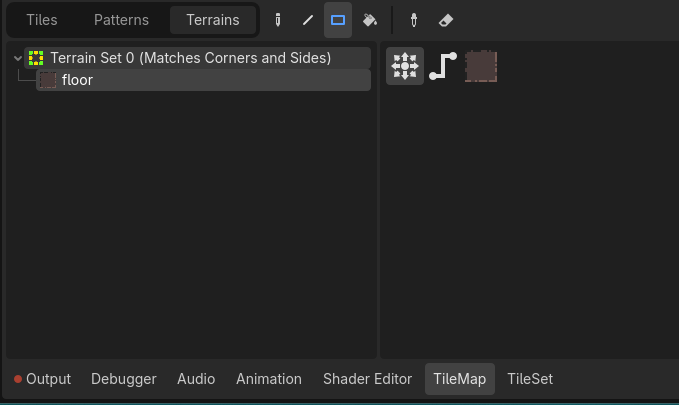 Tiles Patterns Terrains
Terrain Set 0 (Matches Corners and Sides)
floor
Output Debugger Audio Animation Shader Editor TileMap TileSet